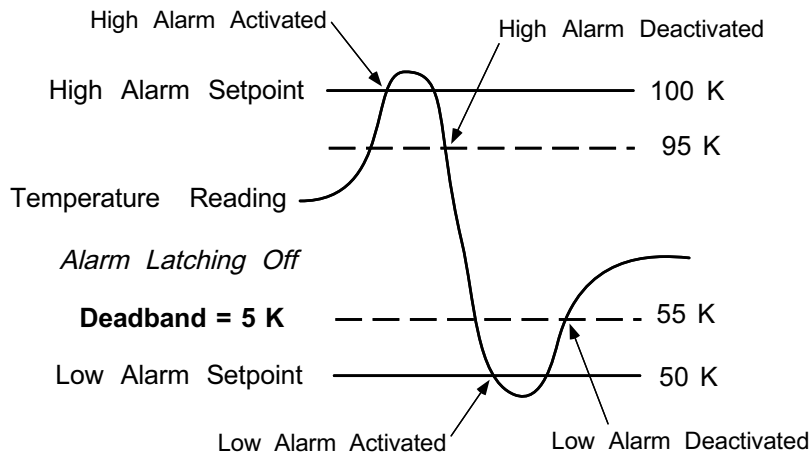 High Alarm Activated
High Alarm Deactivated
High Alarm Setpoint
100 K
95 K
Temperature Reading
Alarm Latching Off
Deadband = 5 K
55 K
Low Alarm Setpoint
50 K
Low Alarm Activated
Low Alarm Deactivated